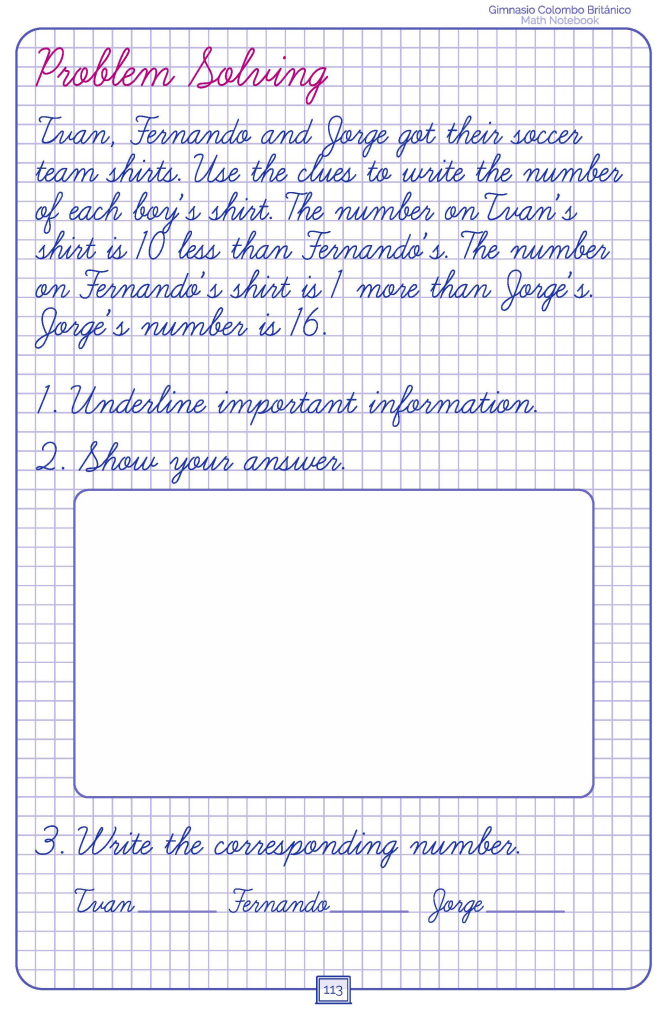 Gimnasio Colombo Británico
Math Notebook
Problem Solving
Ivan, Fernando and Jorge got their soccer
team shirts. Use the clues to write the number
of each boy's shirt. The number on Ivan's
shirt is 10 less than Fernando's. The number
on Fernando's shirt is 1 more than Jorge's.
Jorge's number is 16.
1. Underline important information.
2. Show your answer.
3. Write the corresponding number.
Ivan Fernando Jorge
113